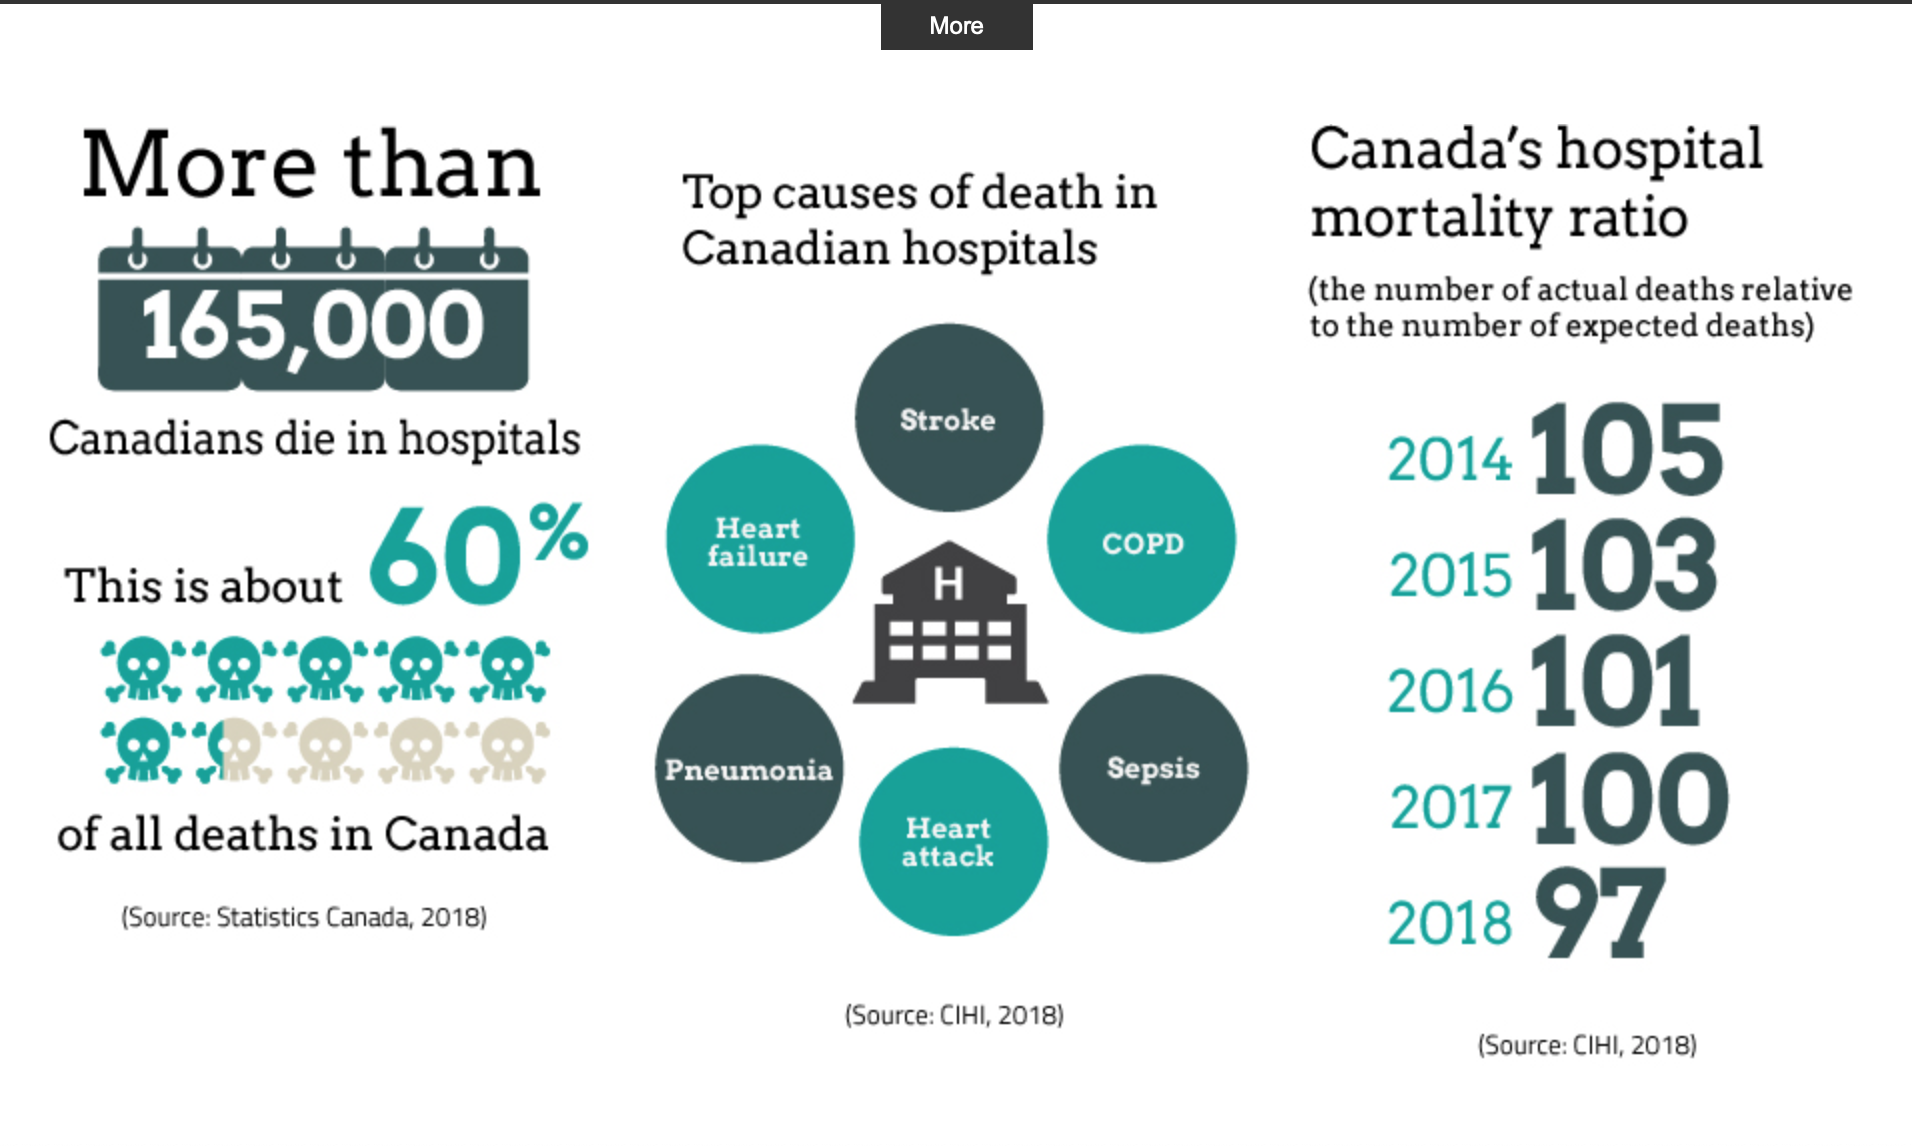 More
More than
165,000
Canadians die in hospitals
This is about 60%
of all deaths in Canada
(Source: Statistics Canada, 2018)
Top causes of death in
Canadian hospitals
Stroke
Heart
failure
COPD
H
Pneumonia
Sepsis
Heart
attack
(Source: CIHI, 2018)
Canada's hospital
mortality ratio
(the number of actual deaths relative
to the number of expected deaths)
2014 105
2015 103
2016 101
2017 100
2018 97
(Source: CIHI, 2018)